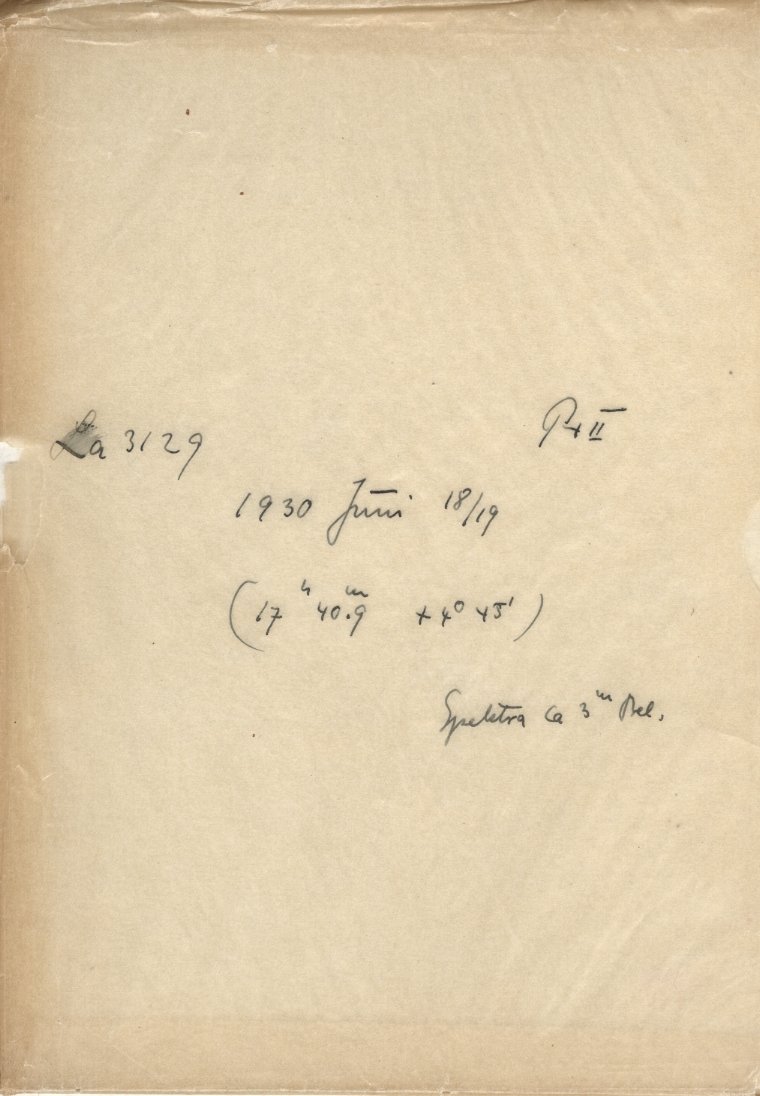 La 3129
P+ II
1930 Juni 18/19
(17ʰ 40.9ᵐ +4° 45')
Spektra ca 3ᵐ Bel.